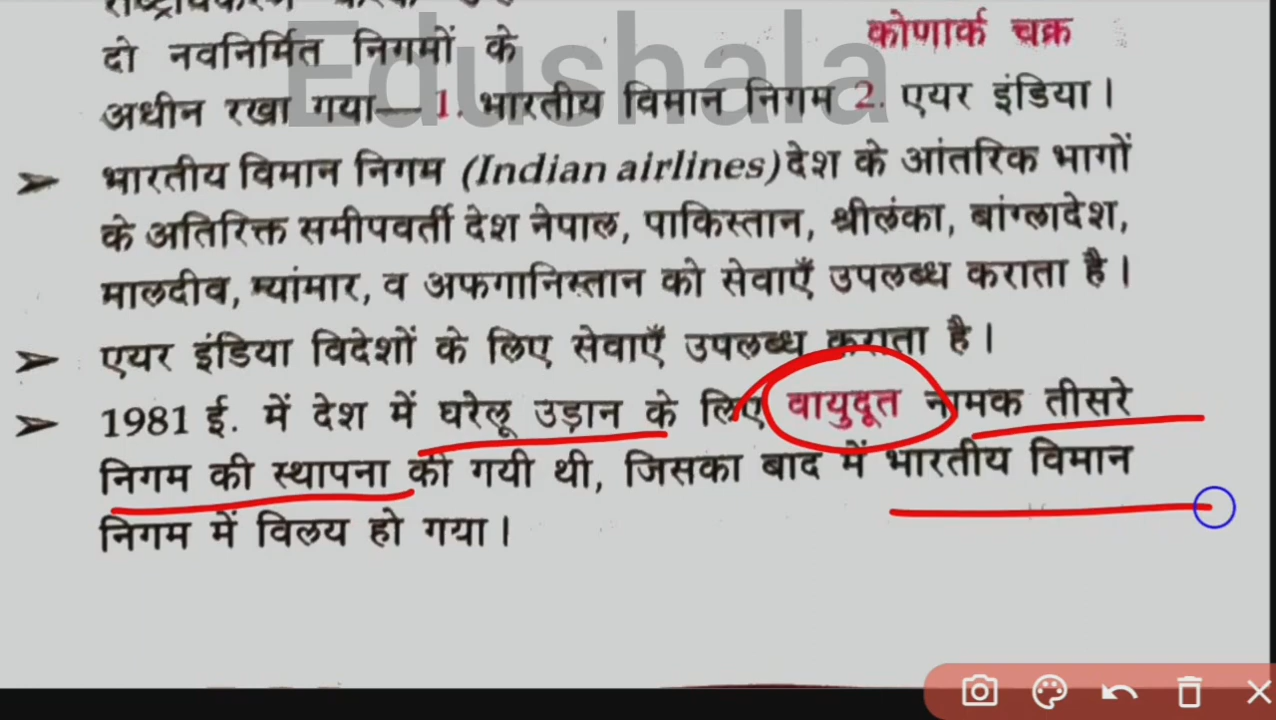 दो नवनिर्मित निगमों के
कोणार्क चक्र
Edushala
अधीन रखा गया— 1. भारतीय विमान निगम 2. एयर इंडिया।
➤ भारतीय विमान निगम (Indian airlines) देश के आंतरिक भागों
के अतिरिक्त समीपवर्ती देश नेपाल, पाकिस्तान, श्रीलंका, बांग्लादेश,
मालदीव, म्यांमार, व अफगानिस्तान को सेवाएँ उपलब्ध कराता है।
➤ एयर इंडिया विदेशों के लिए सेवाएँ उपलब्ध कराता है।
➤ 1981 ई. में देश में घरेलू उड़ान के लिए वायुदूत नामक तीसरे
निगम की स्थापना की गयी थी, जिसका बाद में भारतीय विमान
निगम में विलय हो गया।